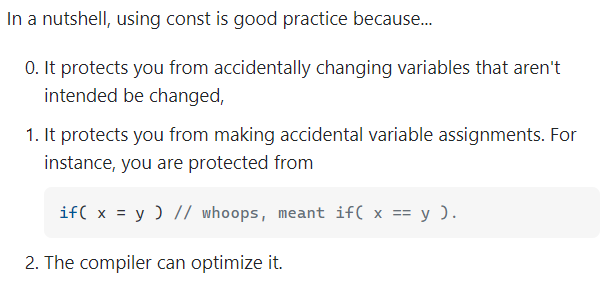 In a nutshell, using const is good practice because...
0. It protects you from accidentally changing variables that aren't
intended be changed,
1. It protects you from making accidental variable assignments. For
instance, you are protected from
if( x = y ) // whoops, meant if( x == y ).
2. The compiler can optimize it.